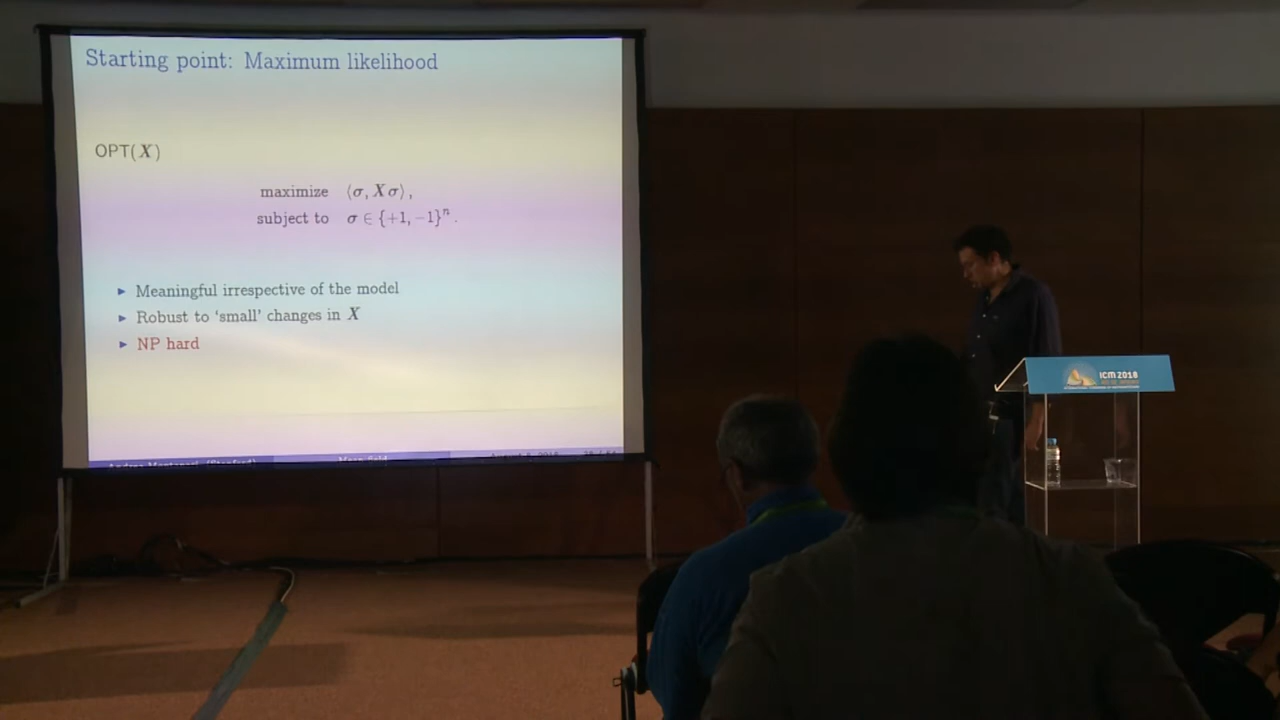 Starting point: Maximum likelihood
OPT(X)
maximize ⟨σ, Xσ⟩,
subject to σ ∈ {+1, −1}ⁿ.
▸ Meaningful irrespective of the model
▸ Robust to ‘small’ changes in X
▸ NP hard
ICM 2018